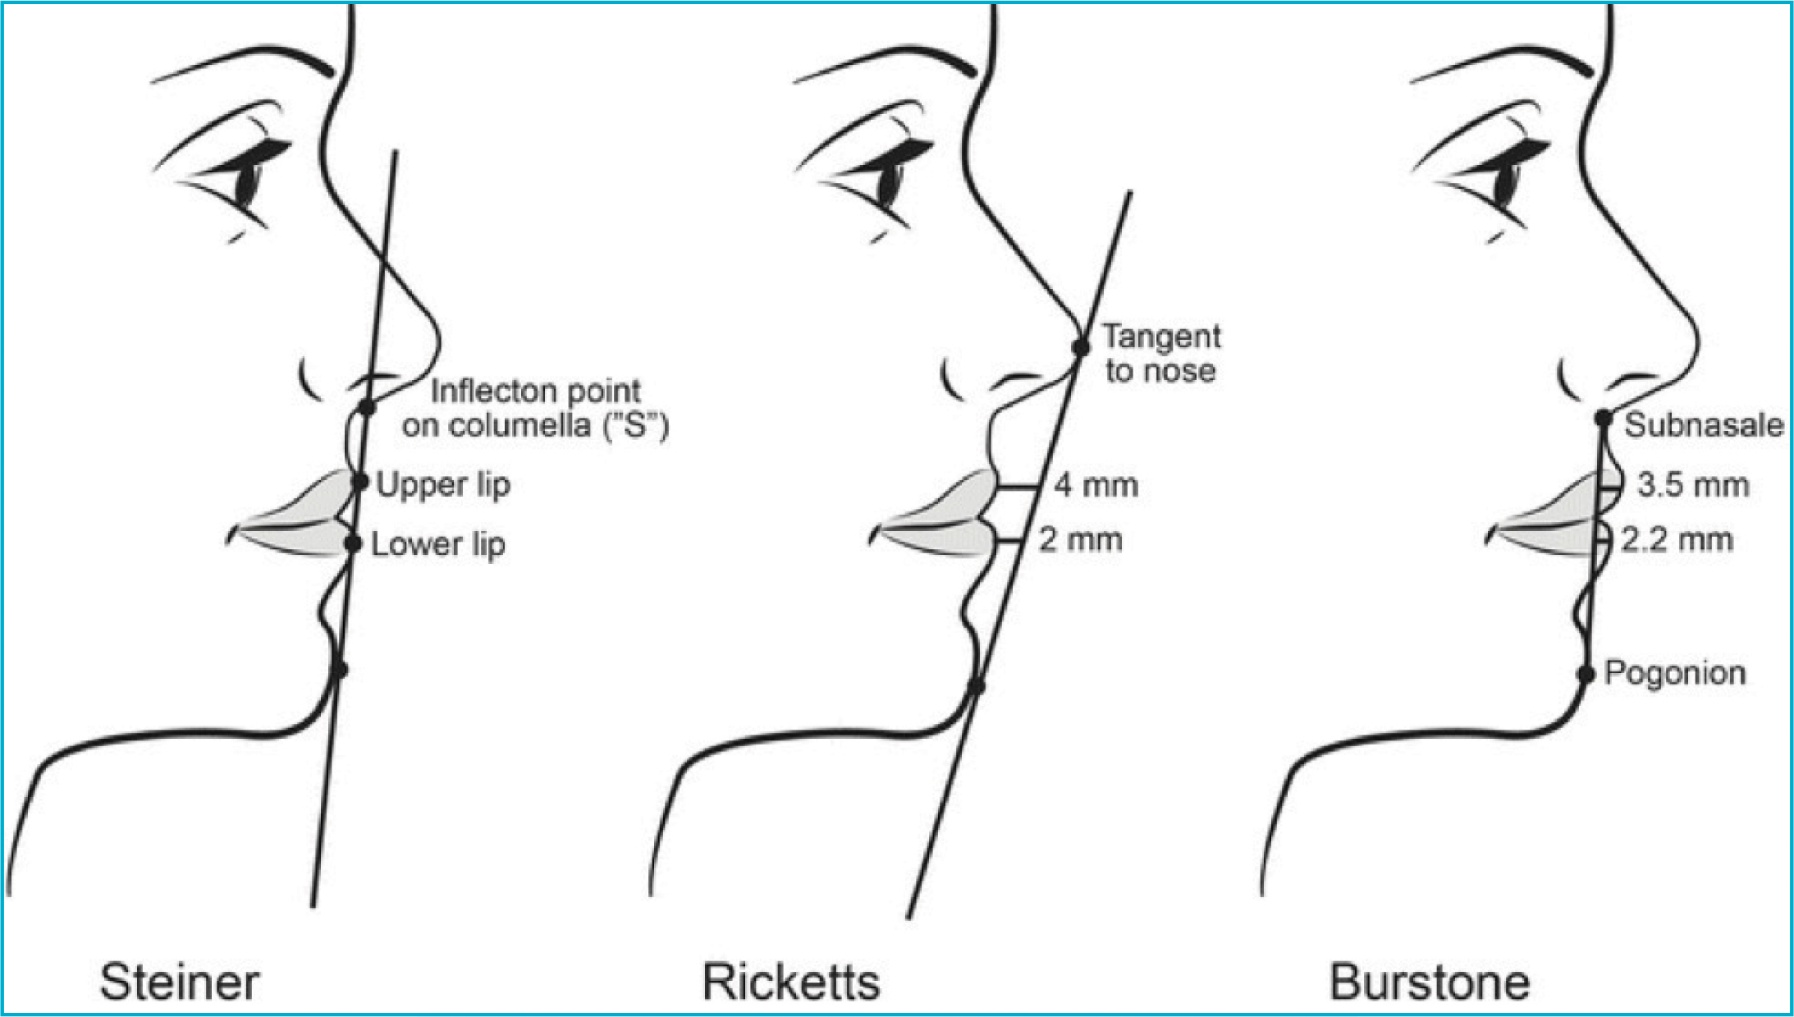 Inflecton point
on columella ("S")
Upper lip
Lower lip
Steiner
Tangent
to nose
4 mm
2 mm
Ricketts
Subnasale
3.5 mm
2.2 mm
Pogonion
Burstone